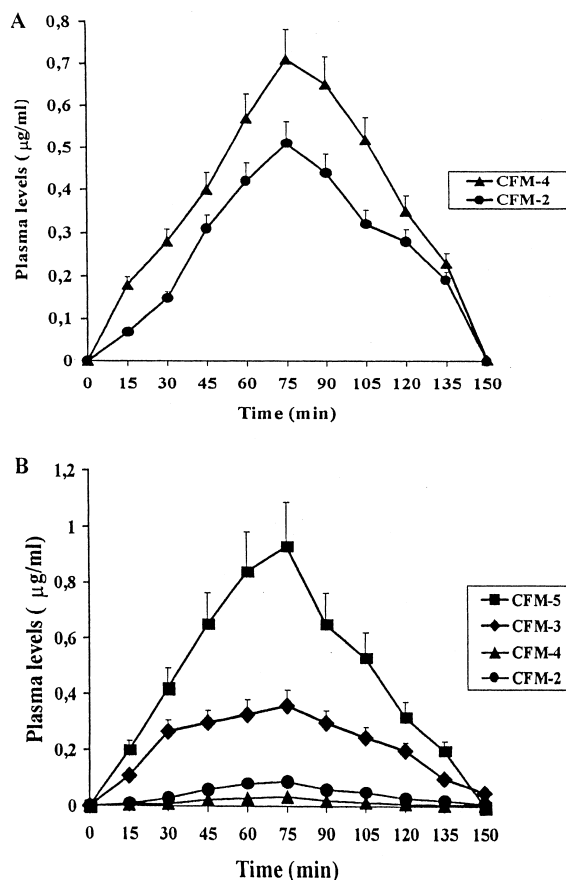 A
0,8
0,7
0,6
0,5
0,4
0,3
0,2
0,1
0
Plasma levels ( µg/ml)
CFM-4
CFM-2
0 15 30 45 60 75 90 105 120 135 150
Time (min)
B
1,2
1
0,8
0,6
0,4
0,2
0
Plasma levels ( µg/ml)
CFM-5
CFM-3
CFM-4
CFM-2
0 15 30 45 60 75 90 105 120 135 150
Time (min)